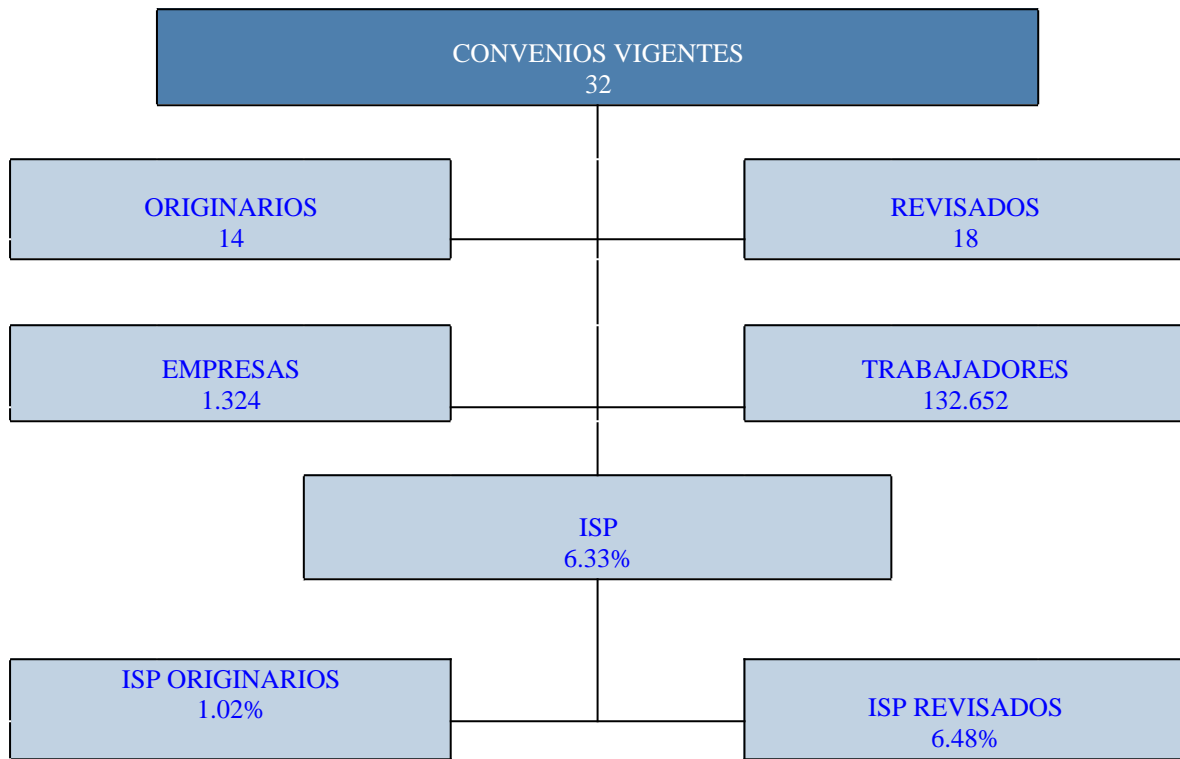 CONVENIOS VIGENTES
32
ORIGINARIOS
14
REVISADOS
18
EMPRESAS
1.324
TRABAJADORES
132.652
ISP
6.33%
ISP ORIGINARIOS
1.02%
ISP REVISADOS
6.48%